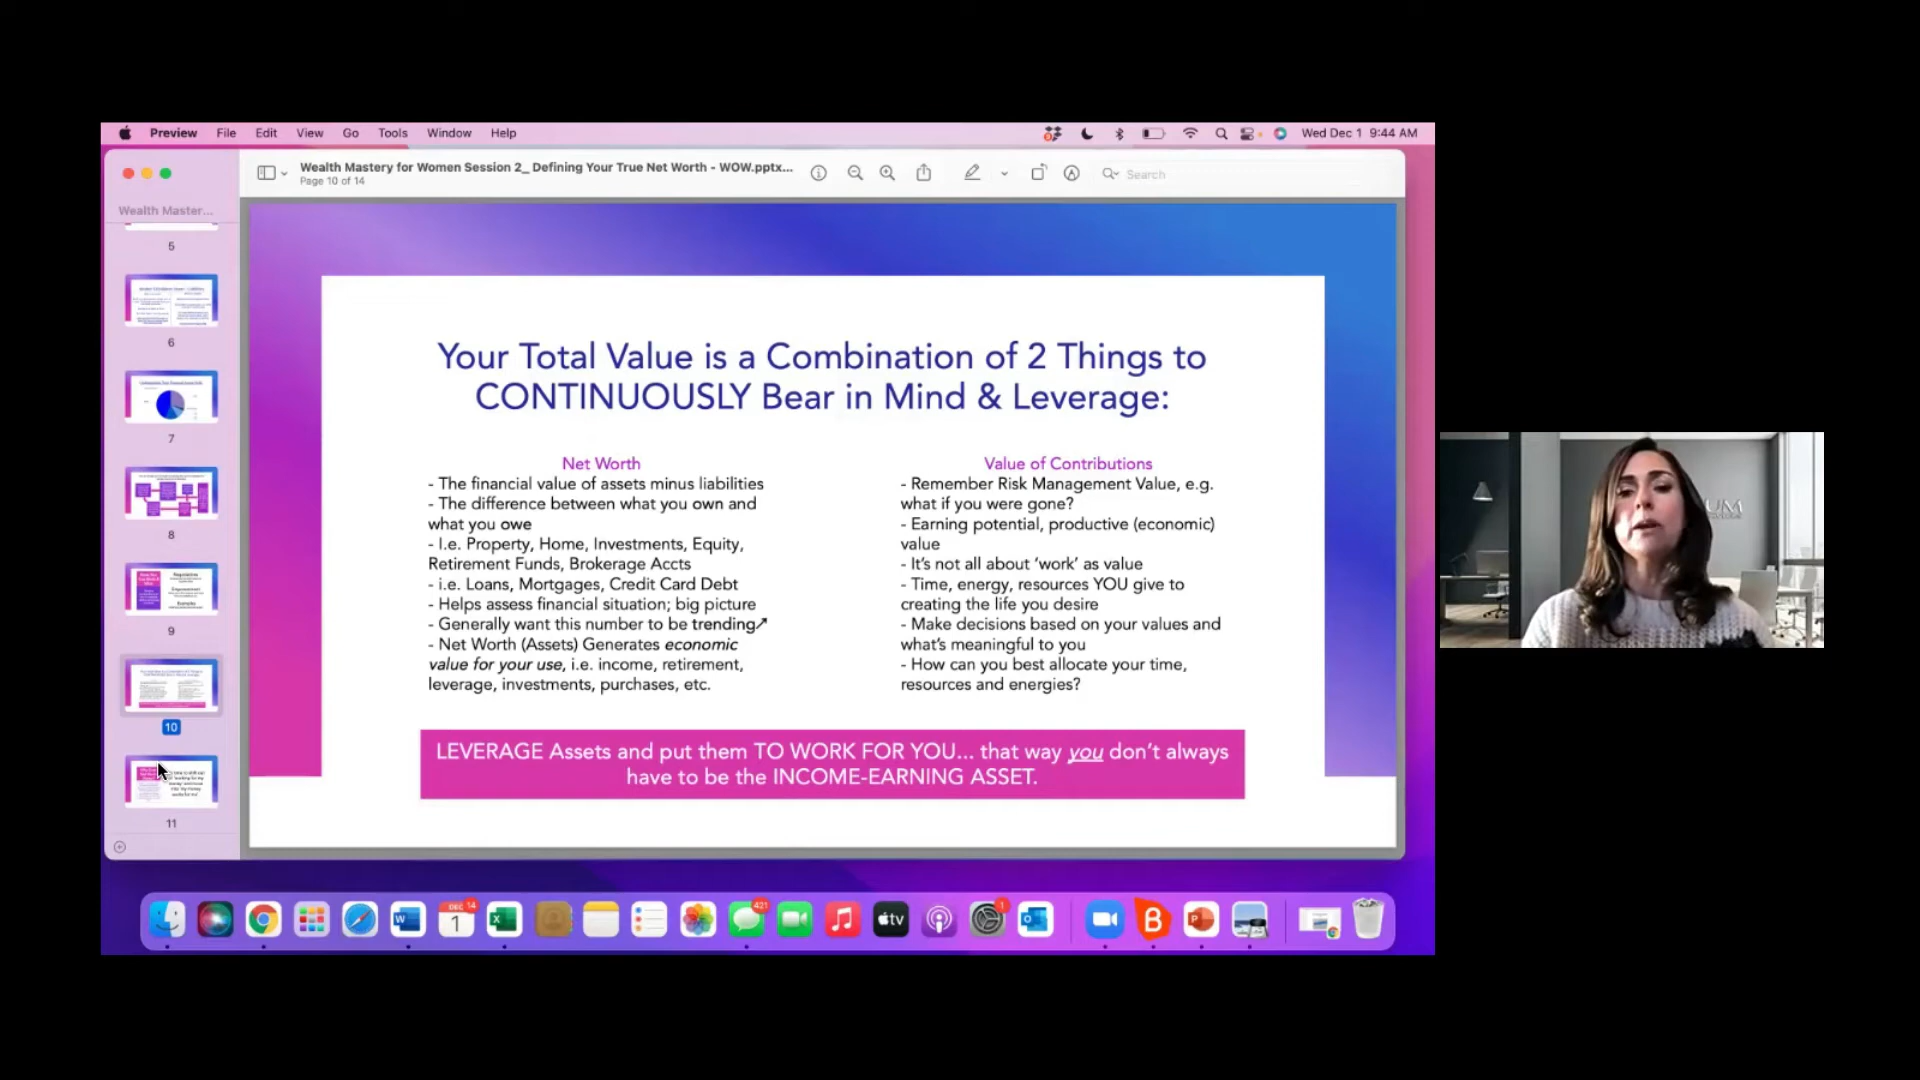 Preview File Edit View Go Tools Window Help
Wed Dec 1 9:44 AM
Wealth Mastery for Women Session 2_ Defining Your True Net Worth - WOW.pptx...
Page 10 of 14
Search
Wealth Master...
5
6
7
8
9
10
11
Your Total Value is a Combination of 2 Things to
CONTINUOUSLY Bear in Mind & Leverage:
Net Worth
- The financial value of assets minus liabilities
- The difference between what you own and
what you owe
- I.e. Property, Home, Investments, Equity,
Retirement Funds, Brokerage Accts
- i.e. Loans, Mortgages, Credit Card Debt
- Helps assess financial situation; big picture
- Generally want this number to be trending↗
- Net Worth (Assets) Generates economic
value for your use, i.e. income, retirement,
leverage, investments, purchases, etc.
Value of Contributions
- Remember Risk Management Value, e.g.
what if you were gone?
- Earning potential, productive (economic)
value
- It's not all about ‘work’ as value
- Time, energy, resources YOU give to
creating the life you desire
- Make decisions based on your values and
what's meaningful to you
- How can you best allocate your time,
resources and energies?
LEVERAGE Assets and put them TO WORK FOR YOU... that way you don't always
have to be the INCOME-EARNING ASSET.
UM
W
DEC 14
1
X
421
tv
1
O
B
P